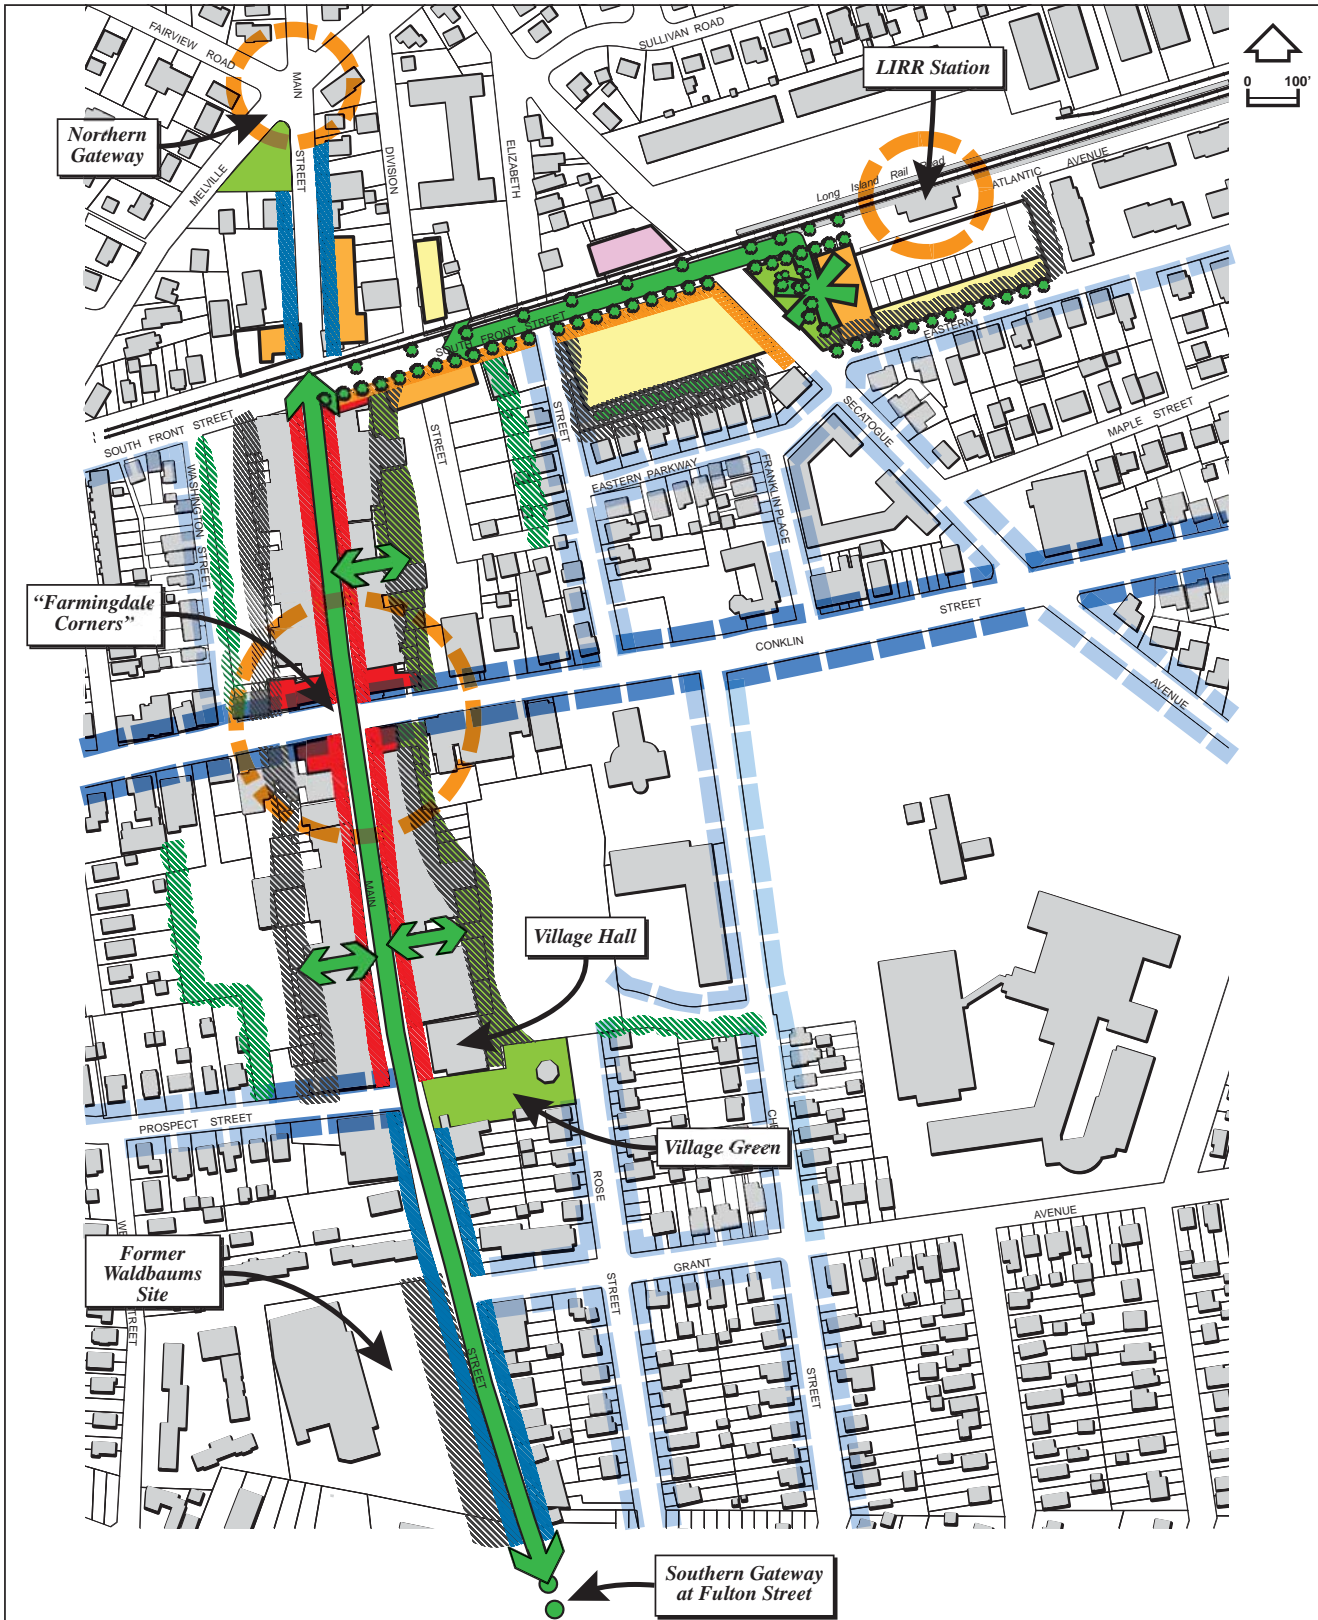 FAIRVIEW ROAD
MAIN
STREET
SULLIVAN ROAD
LIRR Station
0 100'
Northern
Gateway
MELVILLE
DIVISION
ELIZABETH
Long Island Rail Road
ATLANTIC AVENUE
SOUTH FRONT STREET
EASTERN
SOUTH FRONT STREET
WASHINGTON STREET
STREET
STREET
SECATOGUE
MAPLE STREET
EASTERN PARKWAY
FRANKLIN PLACE
"Farmingdale
Corners"
CONKLIN
STREET
AVENUE
MAIN
Village Hall
PROSPECT STREET
Village Green
ROSE
AVENUE
Former
Waldbaums
Site
GRANT
STREET
STREET
STREET
Southern Gateway
at Fulton Street